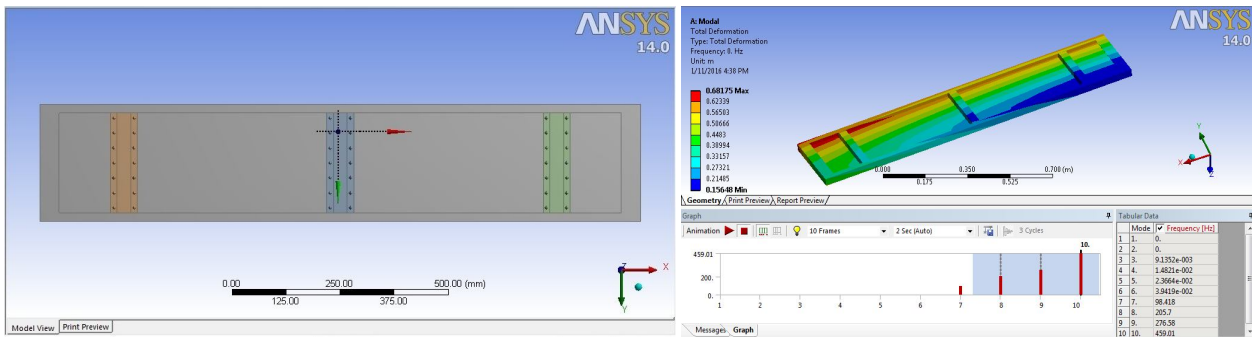 ANSYS
14.0
0.00
250.00
500.00 (mm)
125.00
375.00
X
Y
Z
Model View
Print Preview
A: Modal
Total Deformation
Type: Total Deformation
Frequency: 0. Hz
Unit: m
1/11/2016 4:38 PM
0.68175 Max
0.62339
0.56503
0.50666
0.4483
0.38994
0.33157
0.27321
0.21485
0.15648 Min
ANSYS
14.0
0.000
0.350
0.700 (m)
0.175
0.525
Y
X
Z
Geometry
Print Preview
Report Preview
Graph
Animation
10 Frames
2 Sec (Auto)
3 Cycles
10.
459.01
200.
0.
1 2 3 4 5 6 7 8 9 10
Messages
Graph
Tabular Data
Mode Frequency [Hz]
1 1. 0.
2 2. 0.
3 3. 9.1352e-003
4 4. 1.4821e-002
5 5. 2.3664e-002
6 6. 3.9419e-002
7 7. 98.418
8 8. 205.7
9 9. 276.58
10 10. 459.01